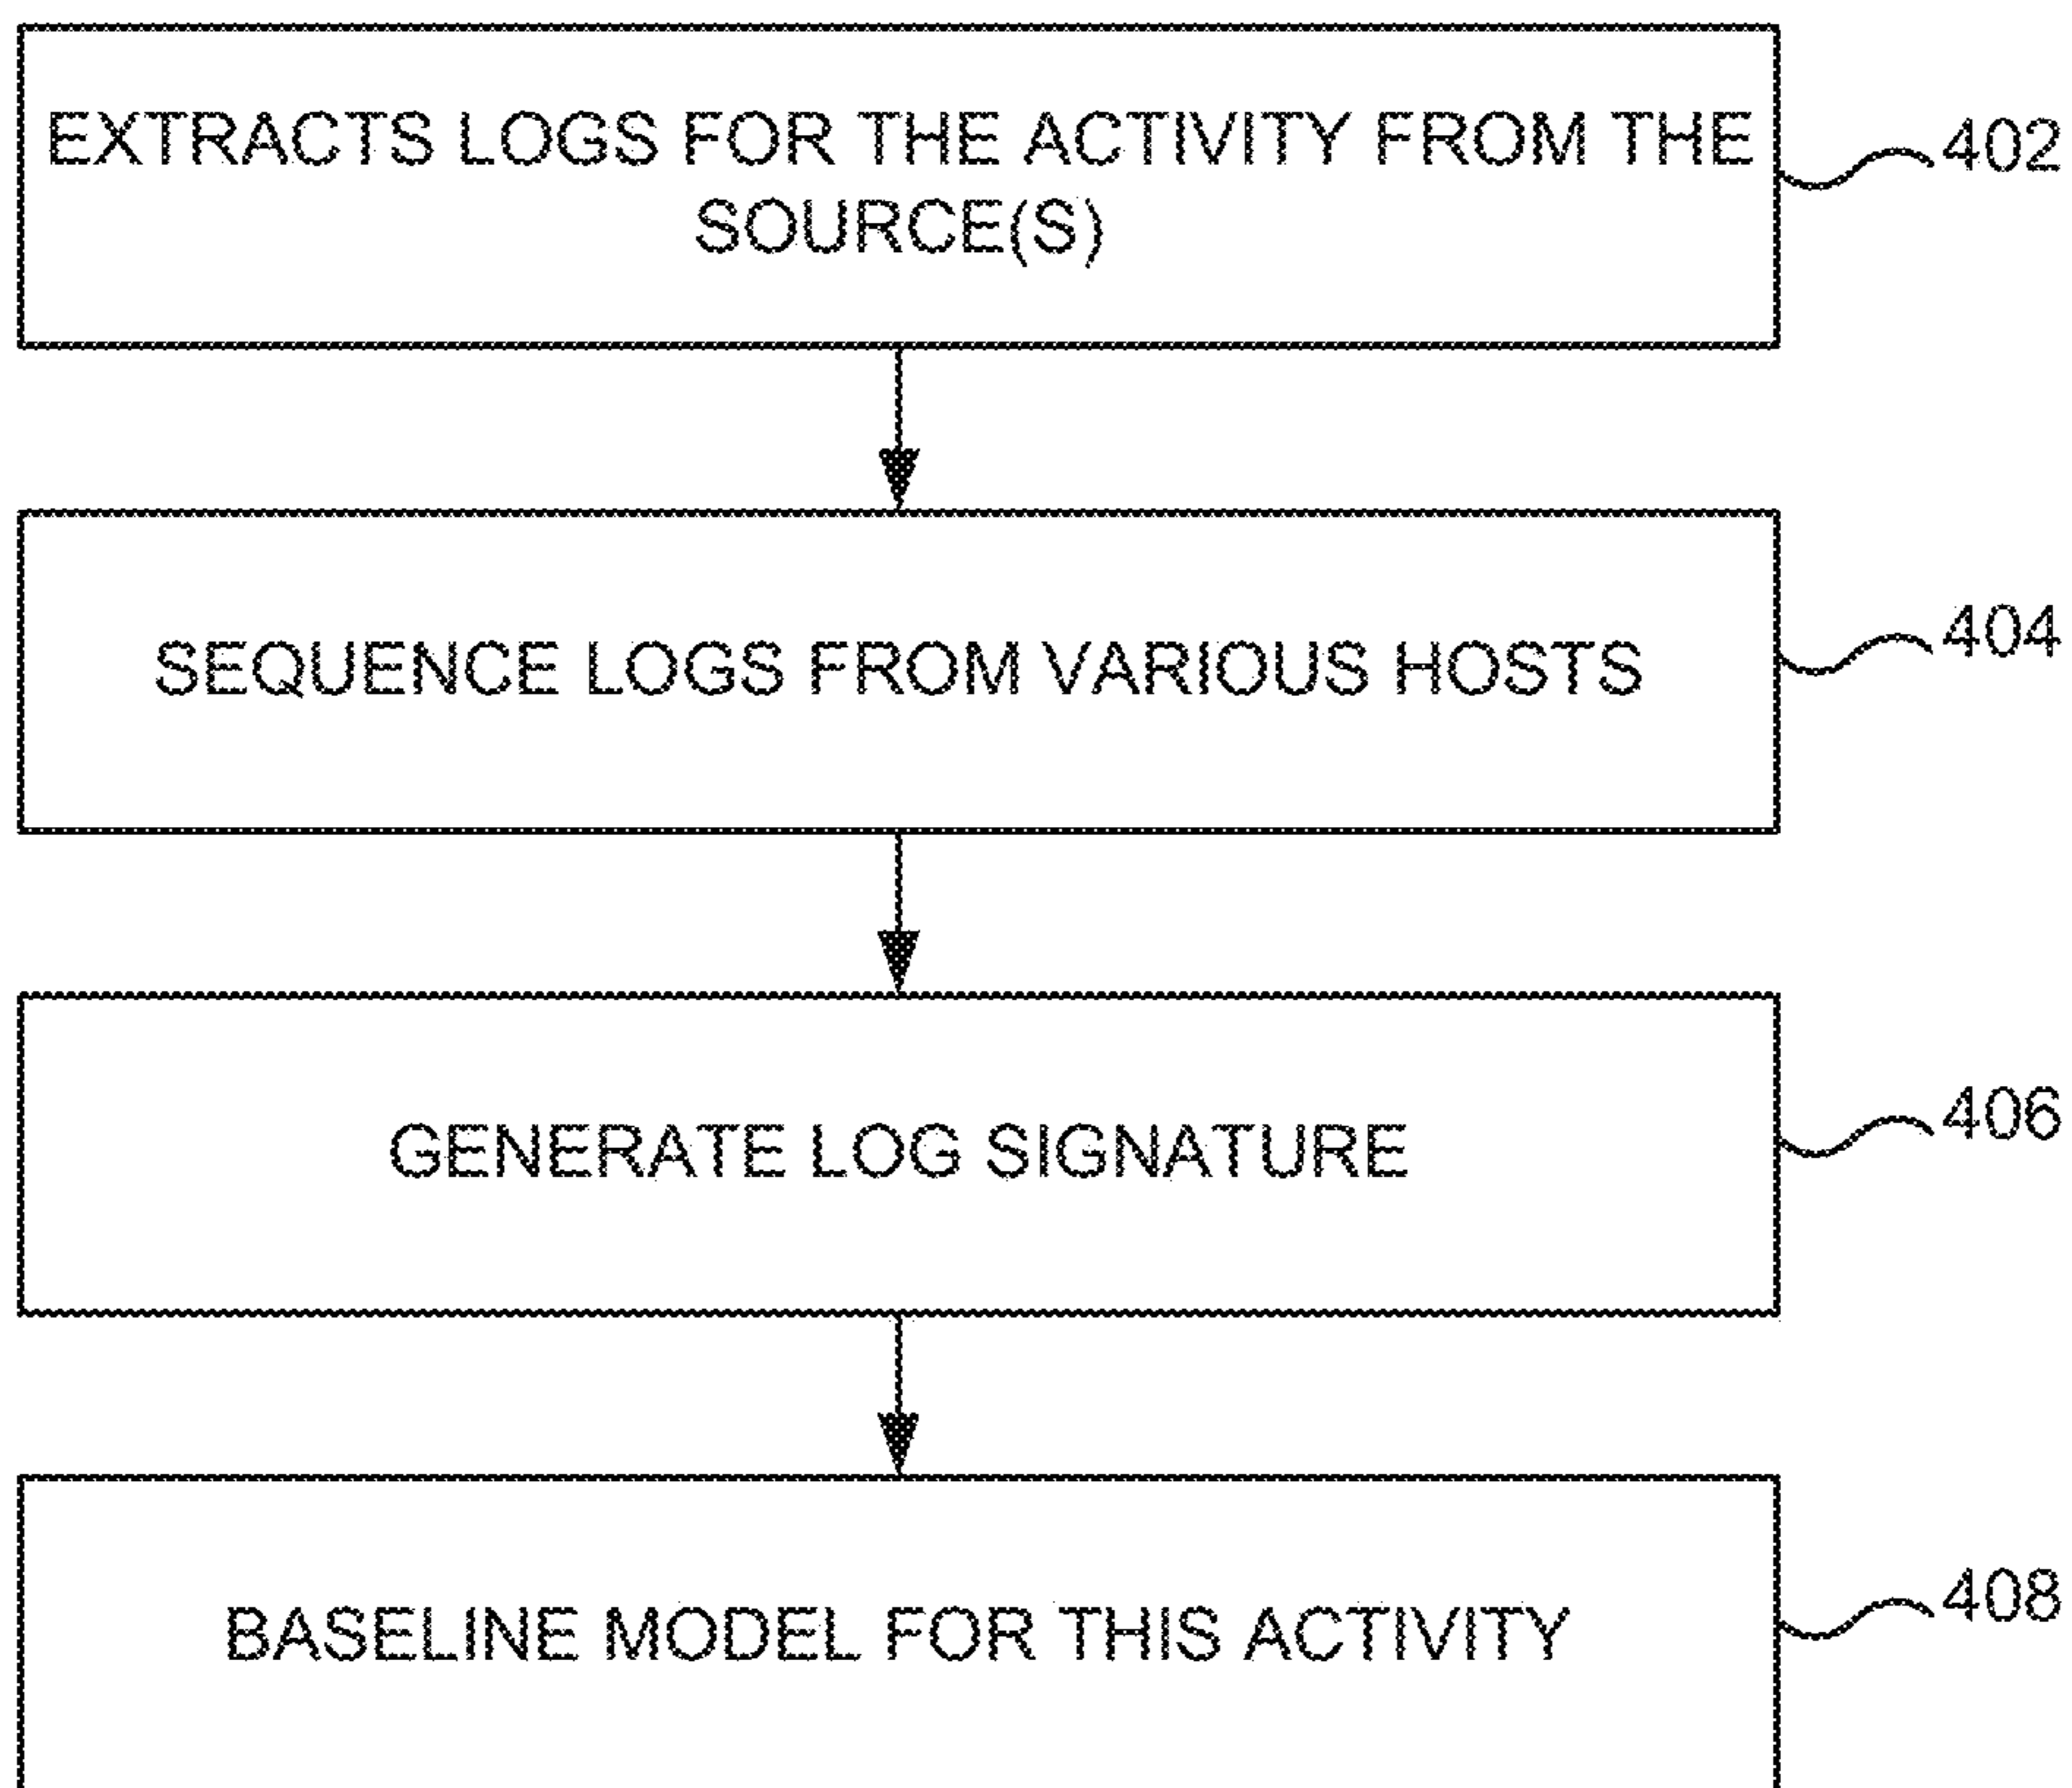 EXTRACTS LOGS FOR THE ACTIVITY FROM THE
SOURCE(S)
402
SEQUENCE LOGS FROM VARIOUS HOSTS
404
GENERATE LOG SIGNATURE
406
BASELINE MODEL FOR THIS ACTIVITY
408